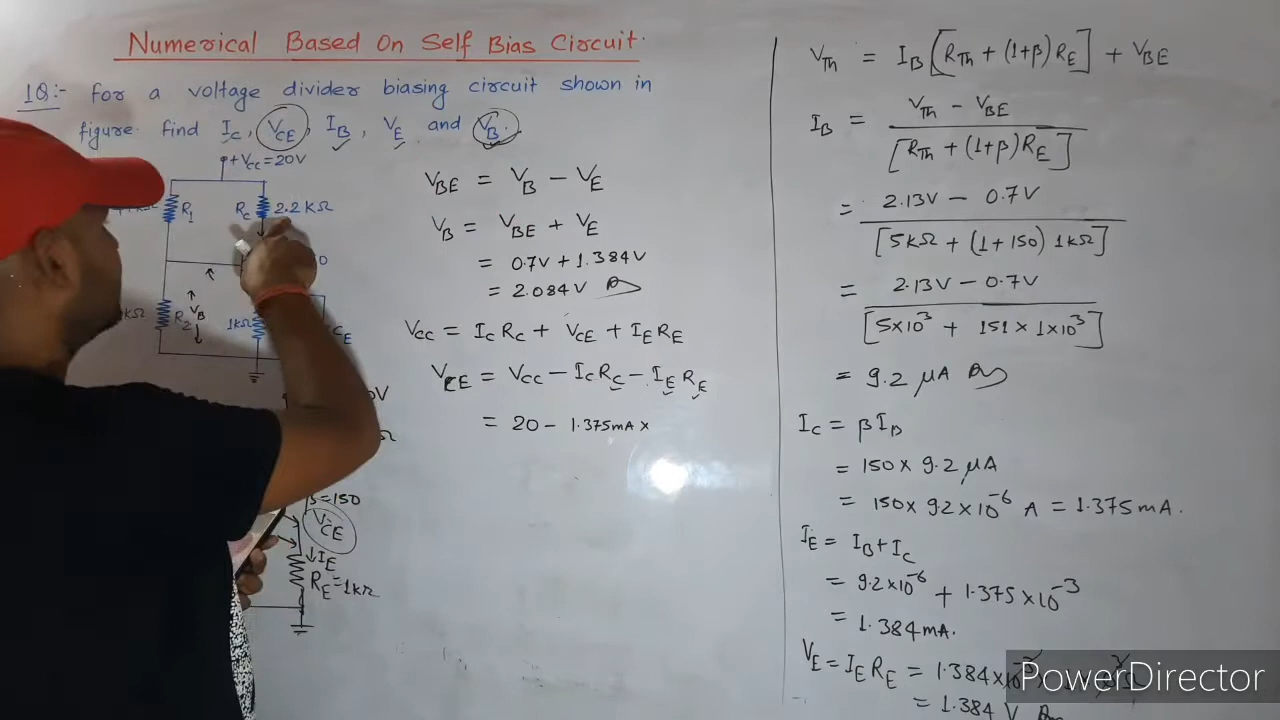 Numerical Based On Self Bias Circuit.
1Q:- For a voltage divider biasing circuit shown in
figure. find Ic, VCE, IB, VE and VB.
+Vcc=20V
R1
Rc 2.2KΩ
R2
VB
1KΩ
CE
β=150
VCE
↓IE
RE=1KΩ
VBE = VB - VE
VB = VBE + VE
= 0.7V + 1.384V
= 2.084V
Vcc = IcRc + VCE + IERE
VCE = Vcc - IcRc - IERE
= 20 - 1.375mA ×
VTh = IB[RTh + (1+β)RE] + VBE
IB = VTh - VBE / [RTh + (1+β)RE]
= 2.13V - 0.7V / [5KΩ + (1+150) 1KΩ]
= 2.13V - 0.7V / [5×10³ + 151×1×10³]
= 9.2 μA
Ic = βIB
= 150 × 9.2 μA
= 150 × 9.2 × 10⁻⁶ A = 1.375mA.
IE = IB + Ic
= 9.2×10⁻⁶ + 1.375×10⁻³
= 1.384mA.
VE = IERE = 1.384×10
= 1.384 V
PowerDirector